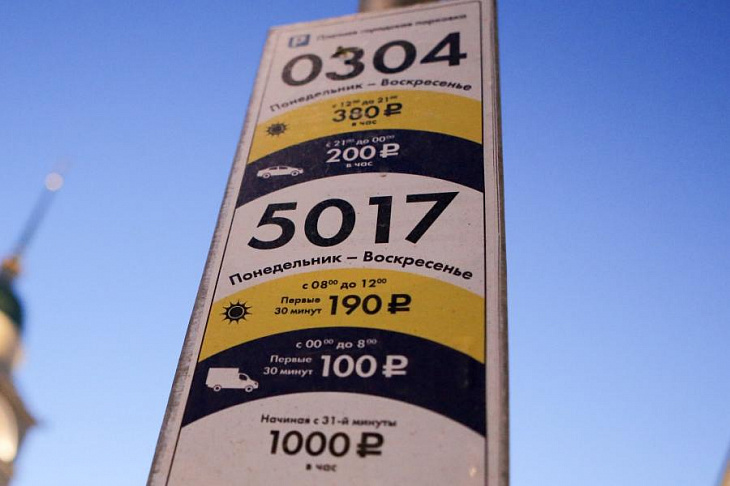 P Платная городская парковка
0304
Понедельник – Воскресенье
с 12⁰⁰ до 21⁰⁰
380 ₽
в час
с 21⁰⁰ до 00⁰⁰
200 ₽
в час
5017
Понедельник – Воскресенье
с 08⁰⁰ до 12⁰⁰
Первые
30 минут 190 ₽
с 00⁰⁰ до 8⁰⁰
Первые
30 минут 100 ₽
Начиная с 31-й минуты
1000 ₽
в час